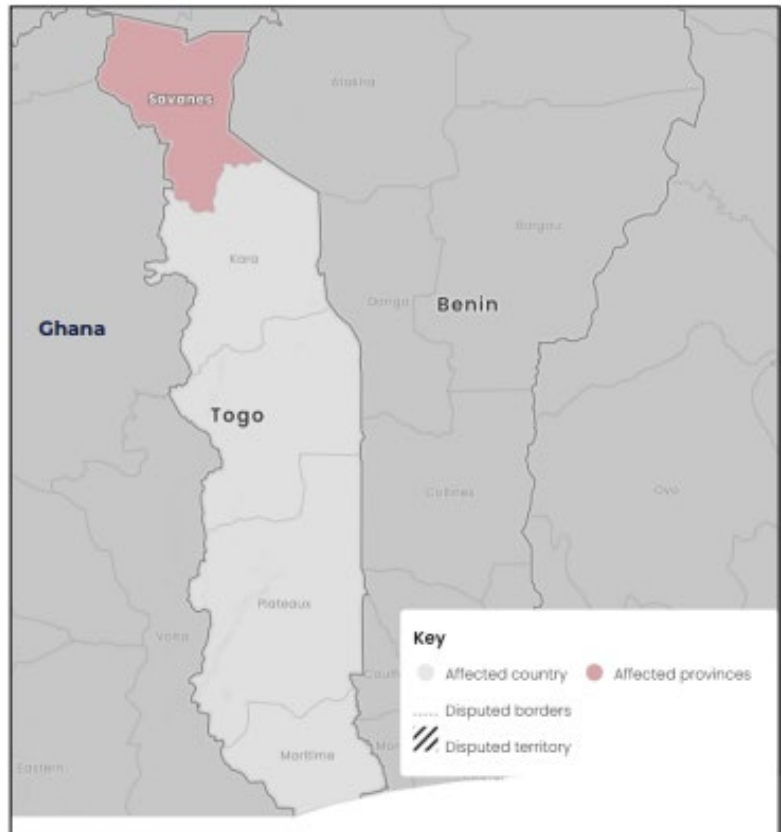 Savanes
Atakira
Borgou
Kara
Donga
Benin
Ghana
Togo
Collines
Oyo
Plateaux
Volta
Key
Affected country
Affected provinces
Disputed borders
Disputed territory
Maritime
Eastern